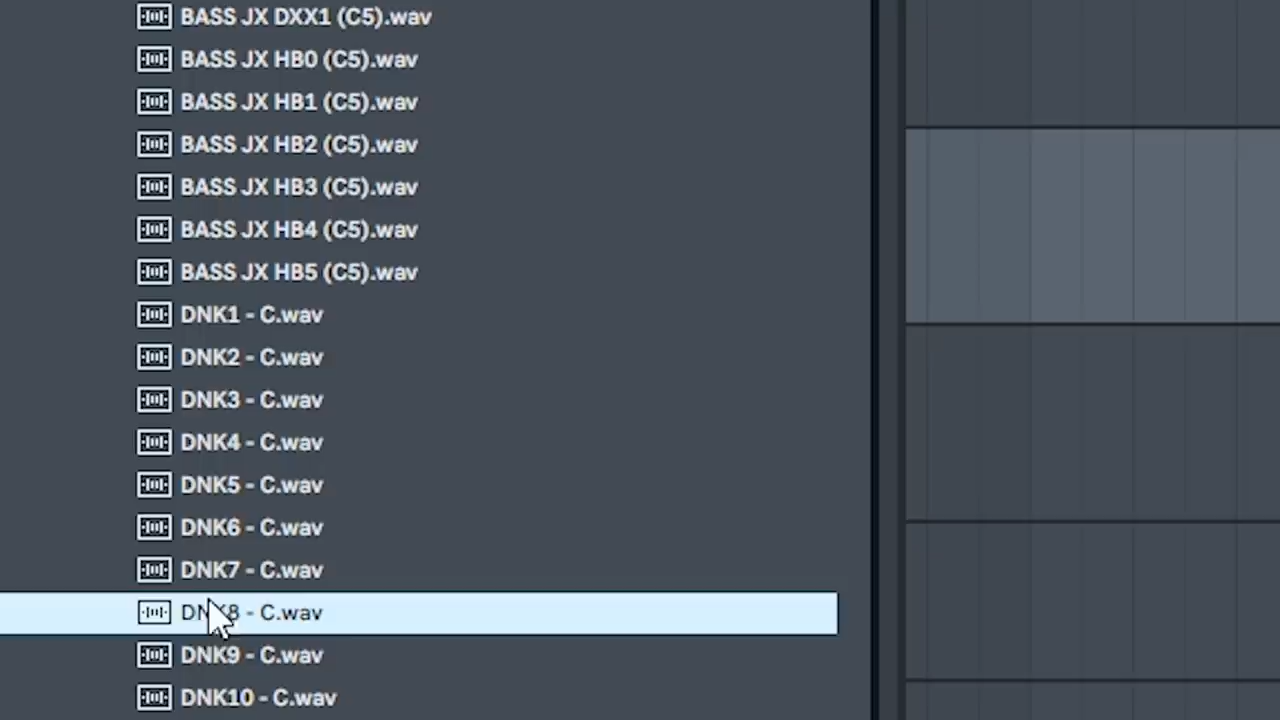 BASS JX DXX1 (C5).wav
BASS JX HB0 (C5).wav
BASS JX HB1 (C5).wav
BASS JX HB2 (C5).wav
BASS JX HB3 (C5).wav
BASS JX HB4 (C5).wav
BASS JX HB5 (C5).wav
DNK1 - C.wav
DNK2 - C.wav
DNK3 - C.wav
DNK4 - C.wav
DNK5 - C.wav
DNK6 - C.wav
DNK7 - C.wav
DNK8 - C.wav
DNK9 - C.wav
DNK10 - C.wav